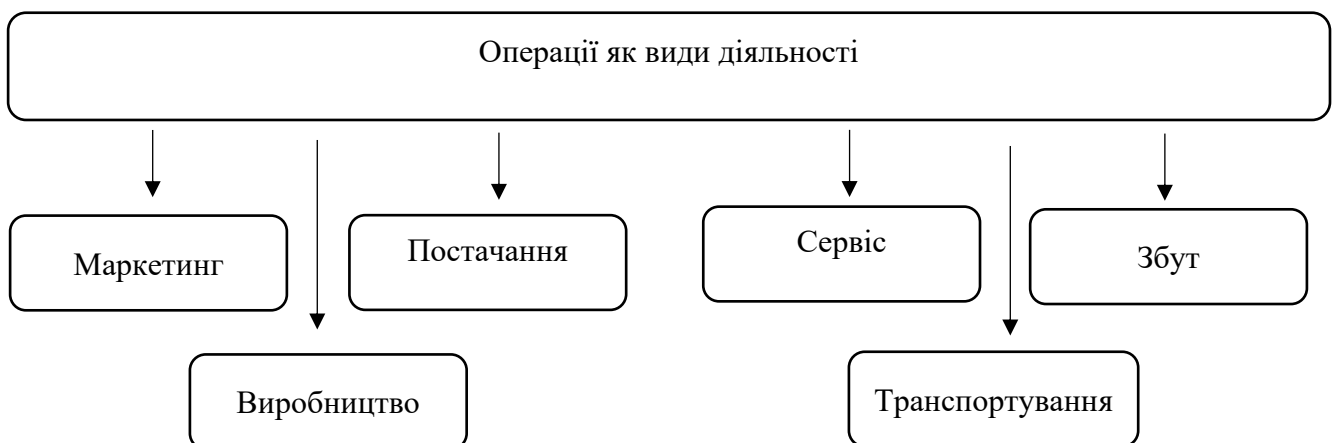 Операції як види діяльності
Маркетинг
Постачання
Сервіс
Збут
Виробництво
Транспортування